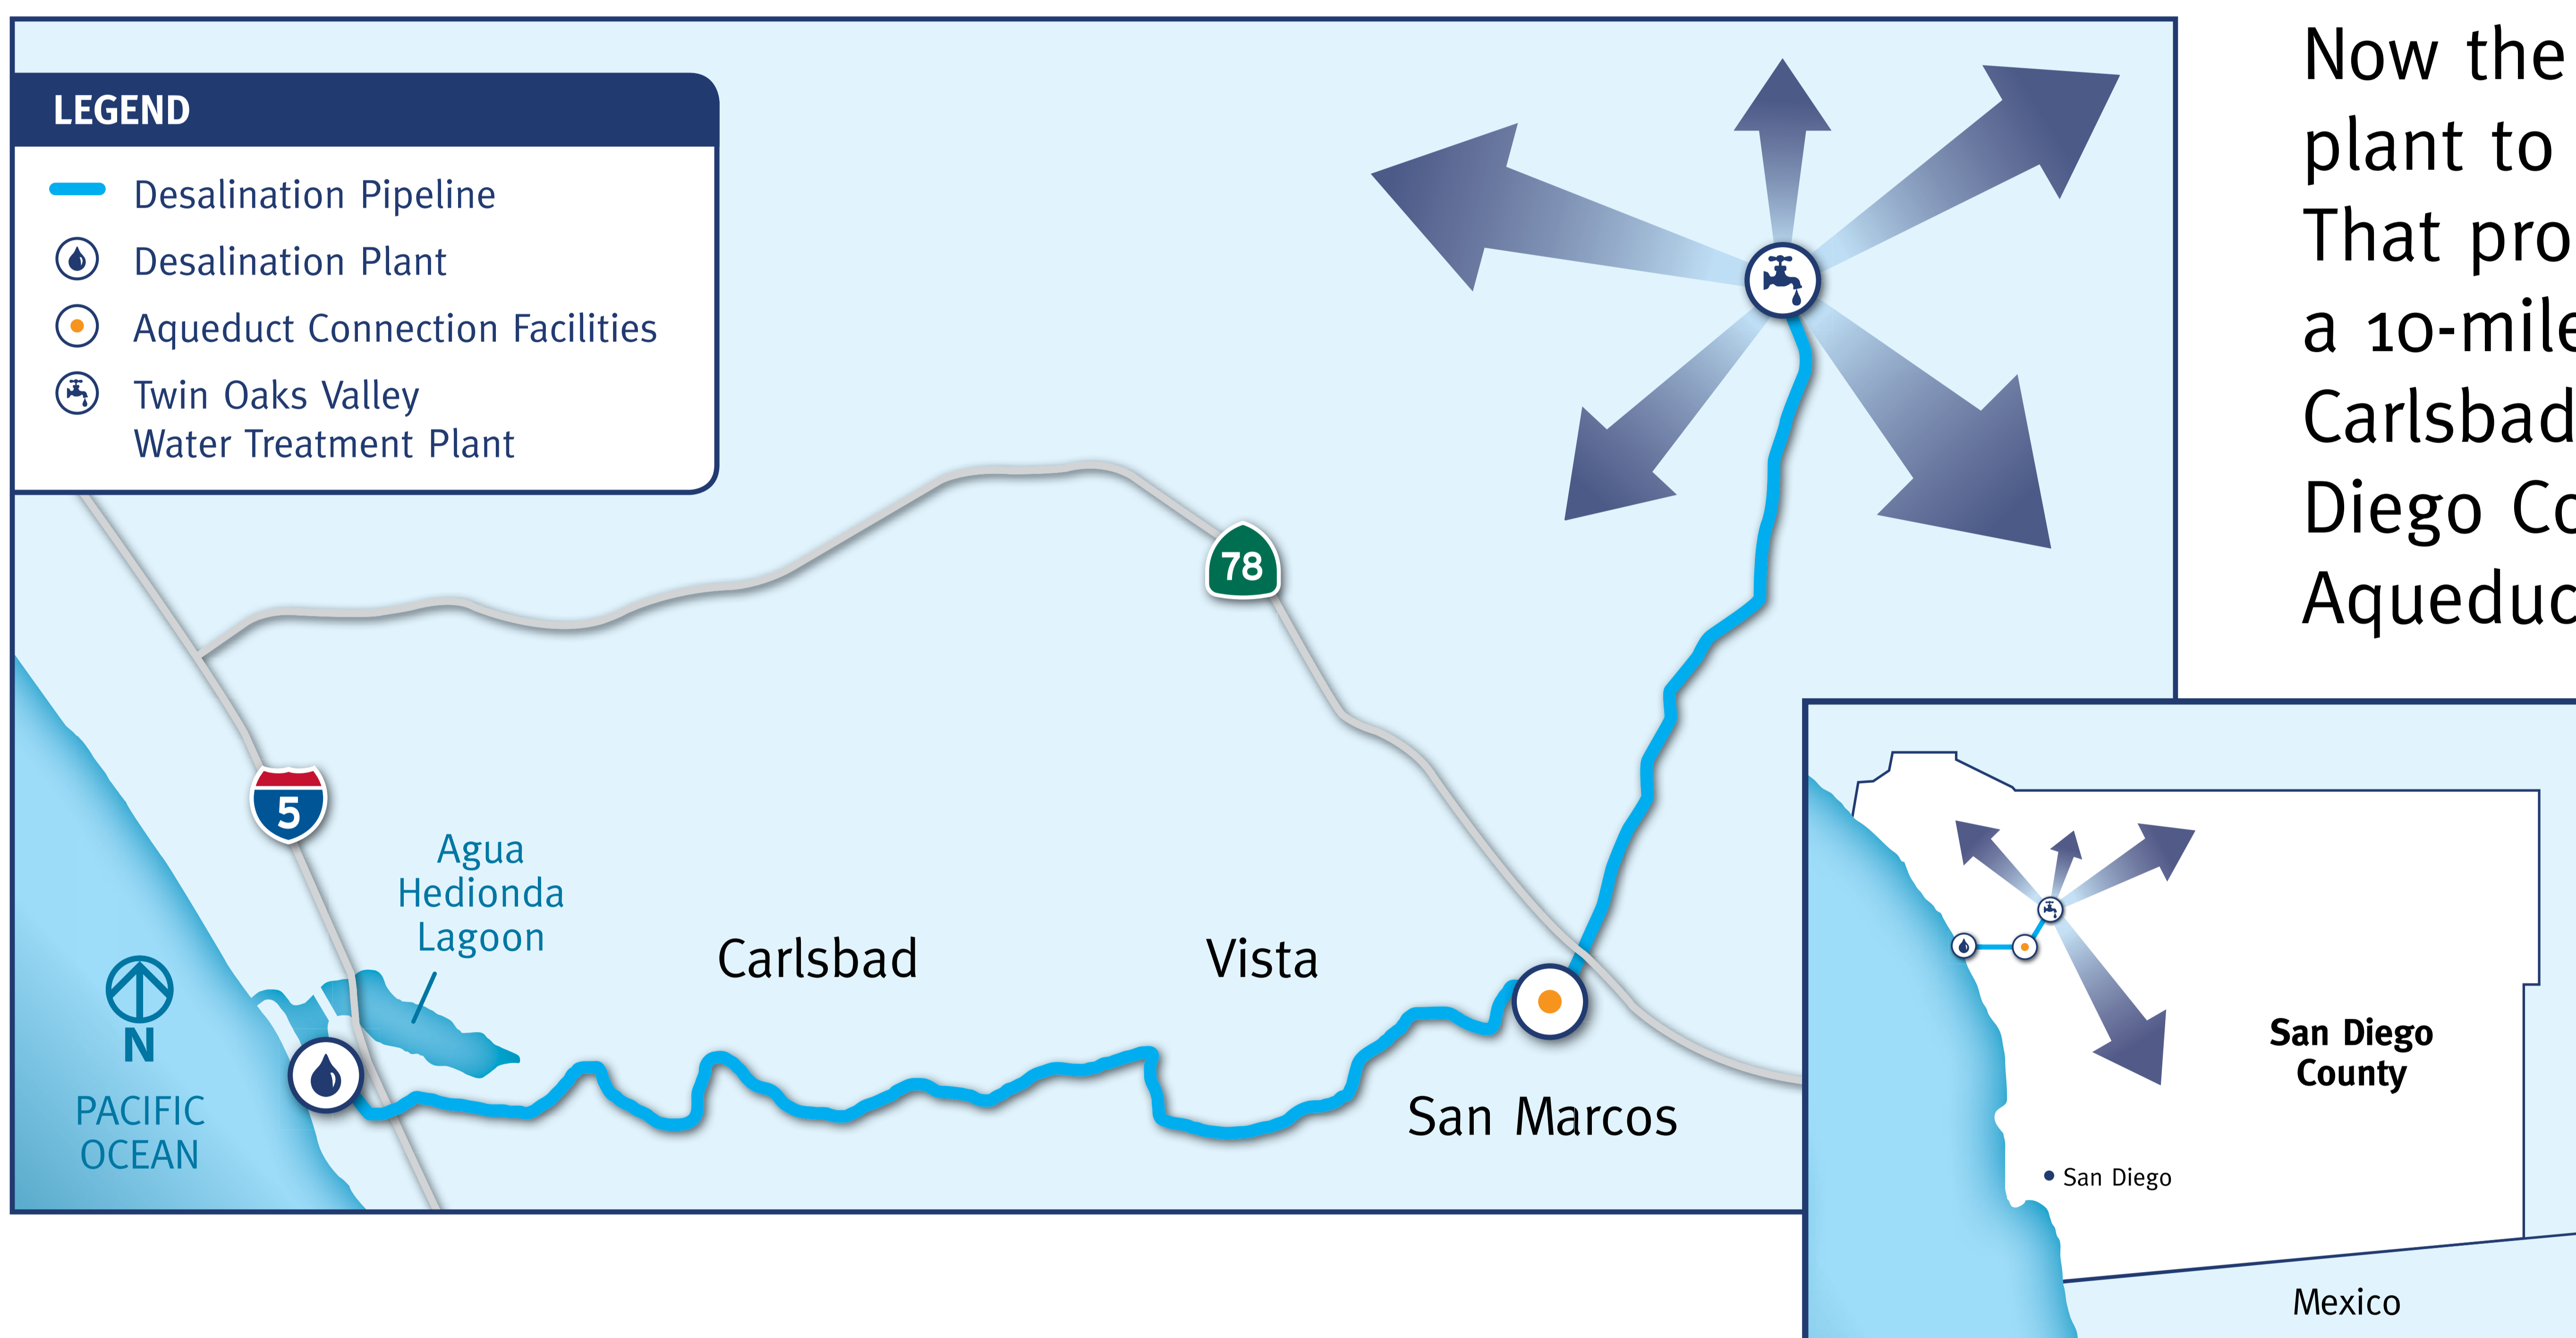 LEGEND
Desalination Pipeline
Desalination Plant
Aqueduct Connection Facilities
Twin Oaks Valley
Water Treatment Plant
78
5
Agua
Hedionda
Lagoon
Carlsbad
Vista
San Marcos
N
PACIFIC
OCEAN
Now the
plant to
That pro
a 10-mile
Carlsbad
Diego Co
Aqueduc
San Diego
County
San Diego
Mexico